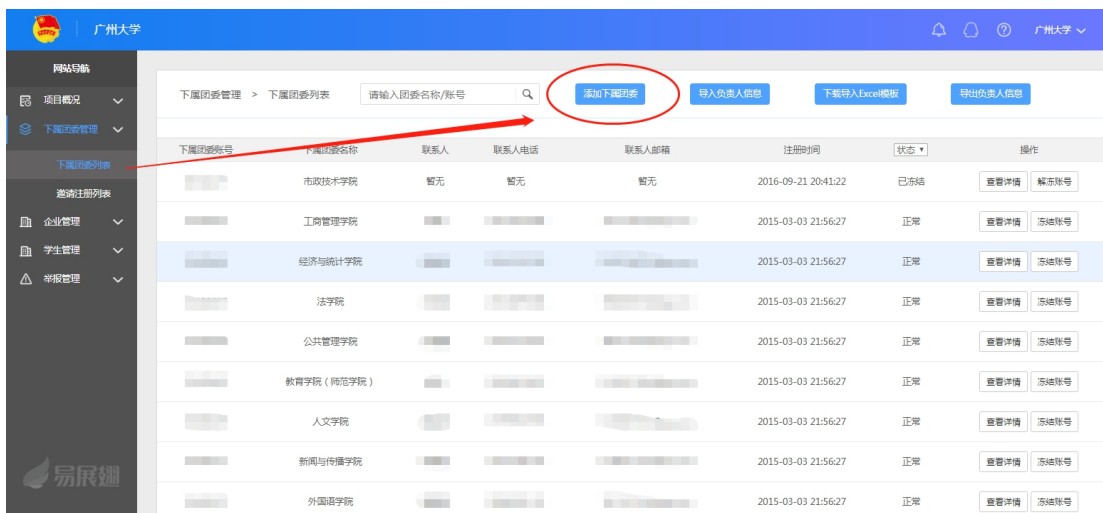 广州大学
广州大学
网站导航
项目概况
下属团委管理
下属团委列表
邀请注册列表
企业管理
学生管理
举报管理
易展翅
下属团委管理 > 下属团委列表
请输入团委名称/账号
添加下属团委
导入负责人信息
下载导入Excel模板
导出负责人信息
下属团委账号 下属团委名称 联系人 联系人电话 联系人邮箱 注册时间 状态 操作
市政技术学院 暂无 暂无 暂无 2016-09-21 20:41:22 已冻结 查看详情 解冻账号
工商管理学院 2015-03-03 21:56:27 正常 查看详情 冻结账号
经济与统计学院 2015-03-03 21:56:27 正常 查看详情 冻结账号
法学院 2015-03-03 21:56:27 正常 查看详情 冻结账号
公共管理学院 2015-03-03 21:56:27 正常 查看详情 冻结账号
教育学院（师范学院） 2015-03-03 21:56:27 正常 查看详情 冻结账号
人文学院 2015-03-03 21:56:27 正常 查看详情 冻结账号
新闻与传播学院 2015-03-03 21:56:27 正常 查看详情 冻结账号
外国语学院 2015-03-03 21:56:27 正常 查看详情 冻结账号